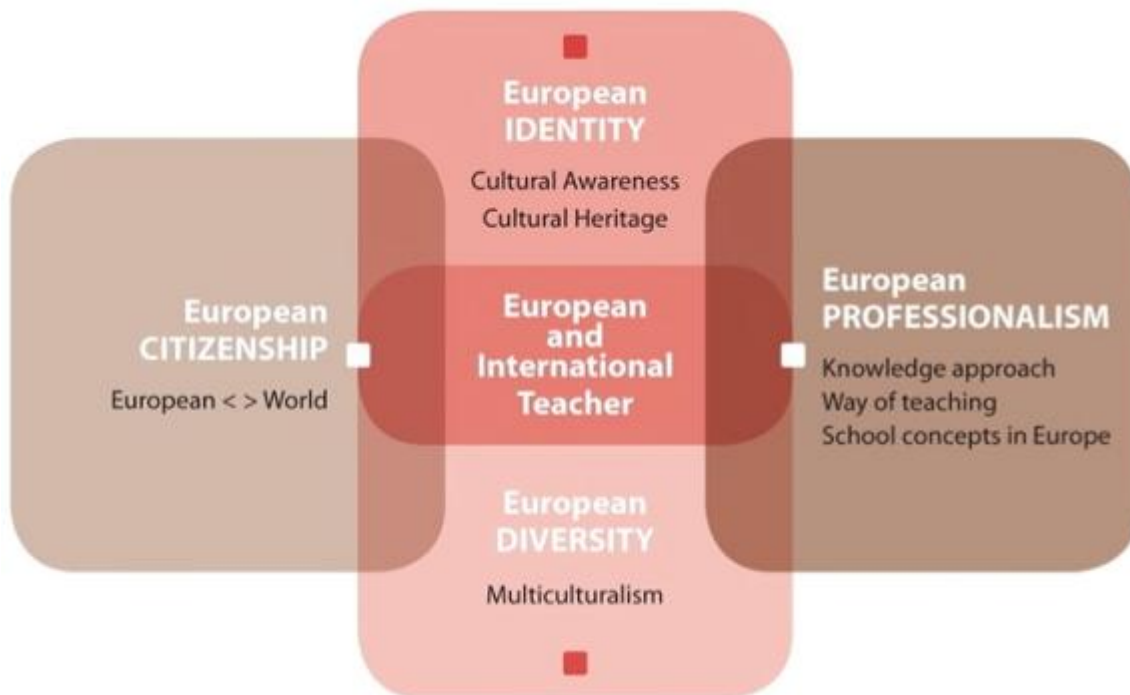 European
IDENTITY
Cultural Awareness
Cultural Heritage
European
CITIZENSHIP
European < > World
European
and
International
Teacher
European
PROFESSIONALISM
Knowledge approach
Way of teaching
School concepts in Europe
European
DIVERSITY
Multiculturalism